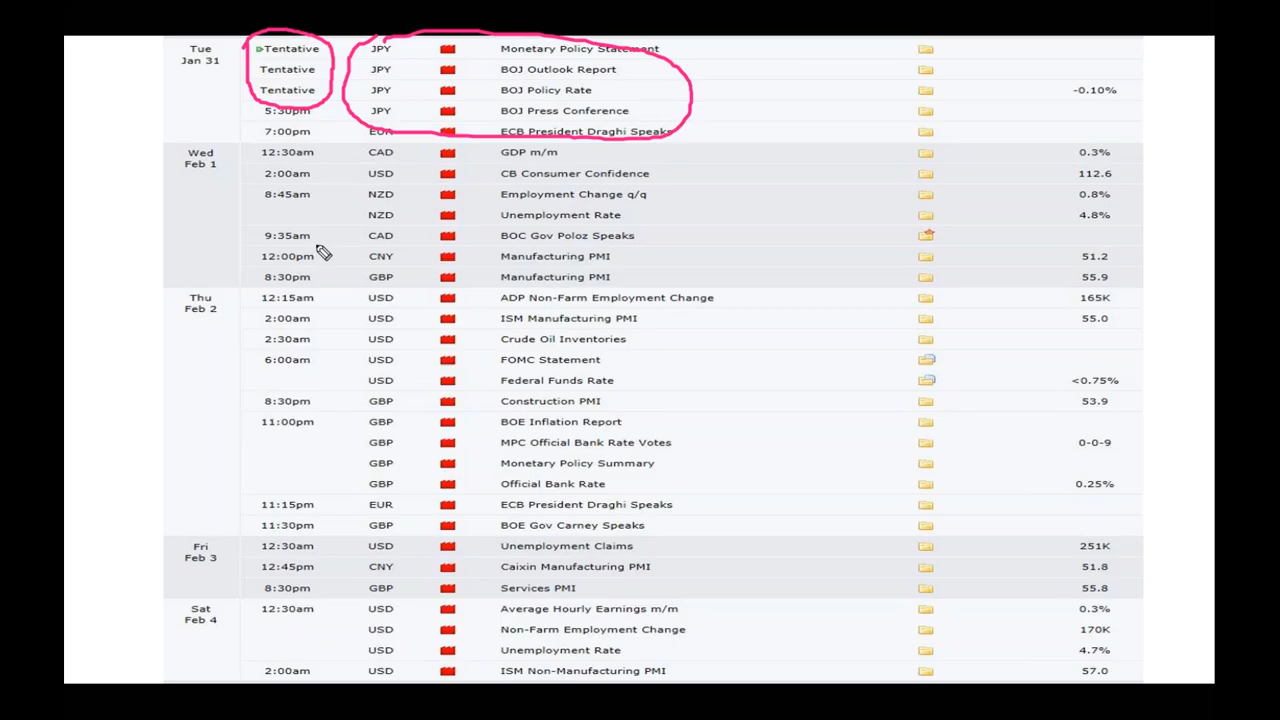 Tue Jan 31 Tentative JPY Monetary Policy Statement
Tentative JPY BOJ Outlook Report
Tentative JPY BOJ Policy Rate -0.10%
5:30pm JPY BOJ Press Conference
7:00pm EUR ECB President Draghi Speaks
Wed Feb 1 12:30am CAD GDP m/m 0.3%
2:00am USD CB Consumer Confidence 112.6
8:45am NZD Employment Change q/q 0.8%
NZD Unemployment Rate 4.8%
9:35am CAD BOC Gov Poloz Speaks
12:00pm CNY Manufacturing PMI 51.2
8:30pm GBP Manufacturing PMI 55.9
Thu Feb 2 12:15am USD ADP Non-Farm Employment Change 165K
2:00am USD ISM Manufacturing PMI 55.0
2:30am USD Crude Oil Inventories
6:00am USD FOMC Statement
USD Federal Funds Rate <0.75%
8:30pm GBP Construction PMI 53.9
11:00pm GBP BOE Inflation Report
GBP MPC Official Bank Rate Votes 0-0-9
GBP Monetary Policy Summary
GBP Official Bank Rate 0.25%
11:15pm EUR ECB President Draghi Speaks
11:30pm GBP BOE Gov Carney Speaks
Fri Feb 3 12:30am USD Unemployment Claims 251K
12:45pm CNY Caixin Manufacturing PMI 51.8
8:30pm GBP Services PMI 55.8
Sat Feb 4 12:30am USD Average Hourly Earnings m/m 0.3%
USD Non-Farm Employment Change 170K
USD Unemployment Rate 4.7%
2:00am USD ISM Non-Manufacturing PMI 57.0